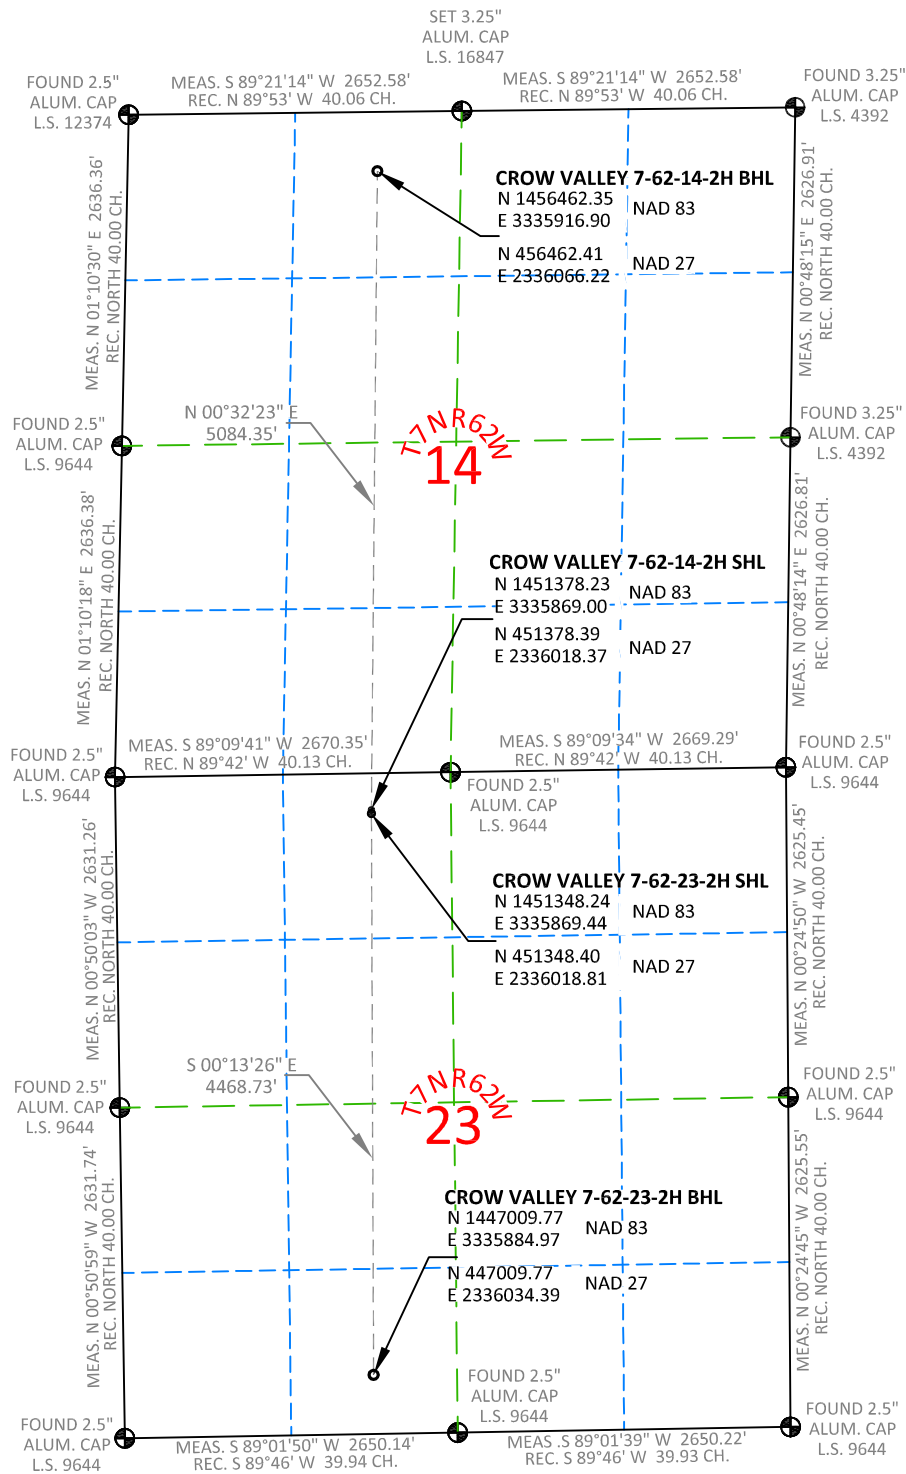 SET 3.25"
ALUM. CAP
L.S. 16847
FOUND 2.5"
ALUM. CAP
L.S. 12374
MEAS. S 89°21'14" W 2652.58'
REC. N 89°53' W 40.06 CH.
MEAS. S 89°21'14" W 2652.58'
REC. N 89°53' W 40.06 CH.
FOUND 3.25"
ALUM. CAP
L.S. 4392
MEAS. N 01°10'30" E 2636.36'
REC. NORTH 40.00 CH.
CROW VALLEY 7-62-14-2H BHL
N 1456462.35
E 3335916.90
NAD 83
N 456462.41
E 2336066.22
NAD 27
MEAS. N 00°48'15" E 2626.91'
REC. NORTH 40.00 CH.
N 00°32'23" E
5084.35'
FOUND 2.5"
ALUM. CAP
L.S. 9644
T7NR62W
14
FOUND 3.25"
ALUM. CAP
L.S. 4392
MEAS. N 01°10'18" E 2636.38'
REC. NORTH 40.00 CH.
CROW VALLEY 7-62-14-2H SHL
N 1451378.23
E 3335869.00
NAD 83
N 451378.39
E 2336018.37
NAD 27
MEAS. N 00°48'14" E 2626.81'
REC. NORTH 40.00 CH.
FOUND 2.5"
ALUM. CAP
L.S. 9644
MEAS. S 89°09'41" W 2670.35'
REC. N 89°42' W 40.13 CH.
MEAS. S 89°09'34" W 2669.29'
REC. N 89°42' W 40.13 CH.
FOUND 2.5"
ALUM. CAP
L.S. 9644
FOUND 2.5"
ALUM. CAP
L.S. 9644
MEAS. N 00°50'03" W 2631.26'
REC. NORTH 40.00 CH.
CROW VALLEY 7-62-23-2H SHL
N 1451348.24
E 3335869.44
NAD 83
N 451348.40
E 2336018.81
NAD 27
MEAS. N 00°24'50" W 2625.45'
REC. NORTH 40.00 CH.
S 00°13'26" E
4468.73'
FOUND 2.5"
ALUM. CAP
L.S. 9644
T7NR62W
23
FOUND 2.5"
ALUM. CAP
L.S. 9644
MEAS. N 00°50'59" W 2631.74'
REC. NORTH 40.00 CH.
CROW VALLEY 7-62-23-2H BHL
N 1447009.77
E 3335884.97
NAD 83
N 447009.77
E 2336034.39
NAD 27
MEAS. N 00°24'45" W 2625.55'
REC. NORTH 40.00 CH.
FOUND 2.5"
ALUM. CAP
L.S. 9644
FOUND 2.5"
ALUM. CAP
L.S. 9644
MEAS. S 89°01'50" W 2650.14'
REC. S 89°46' W 39.94 CH.
MEAS .S 89°01'39" W 2650.22'
REC. S 89°46' W 39.93 CH.
FOUND 2.5"
ALUM. CAP
L.S. 9644